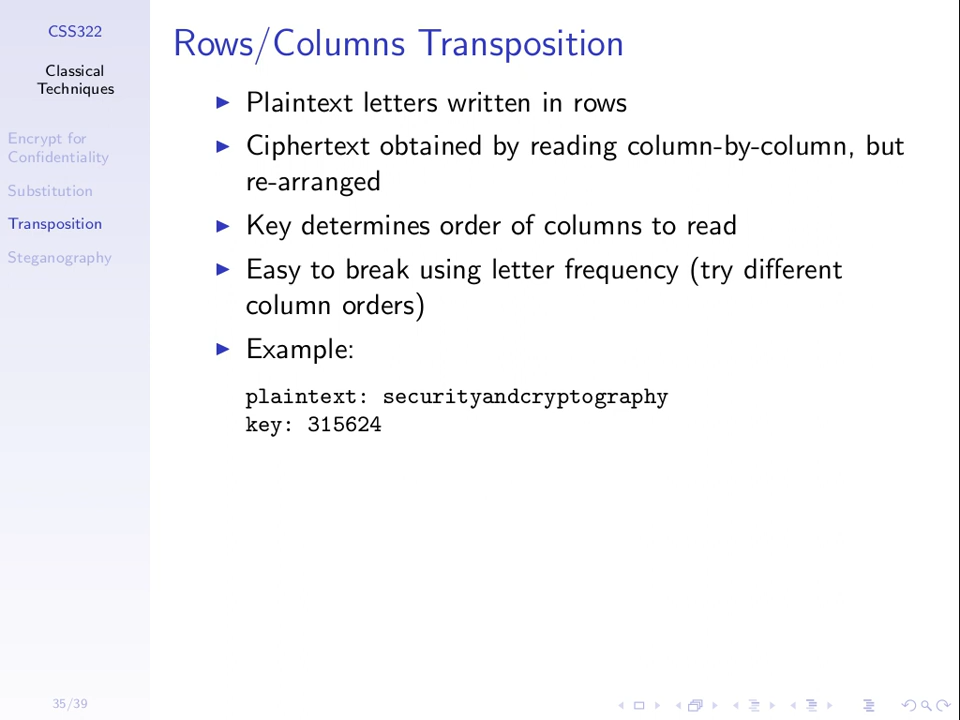 CSS322
Classical
Techniques
Encrypt for
Confidentiality
Substitution
Transposition
Steganography
35/39
Rows/Columns Transposition
Plaintext letters written in rows
Ciphertext obtained by reading column-by-column, but
re-arranged
Key determines order of columns to read
Easy to break using letter frequency (try different
column orders)
Example:
plaintext: securityandcryptography
key: 315624